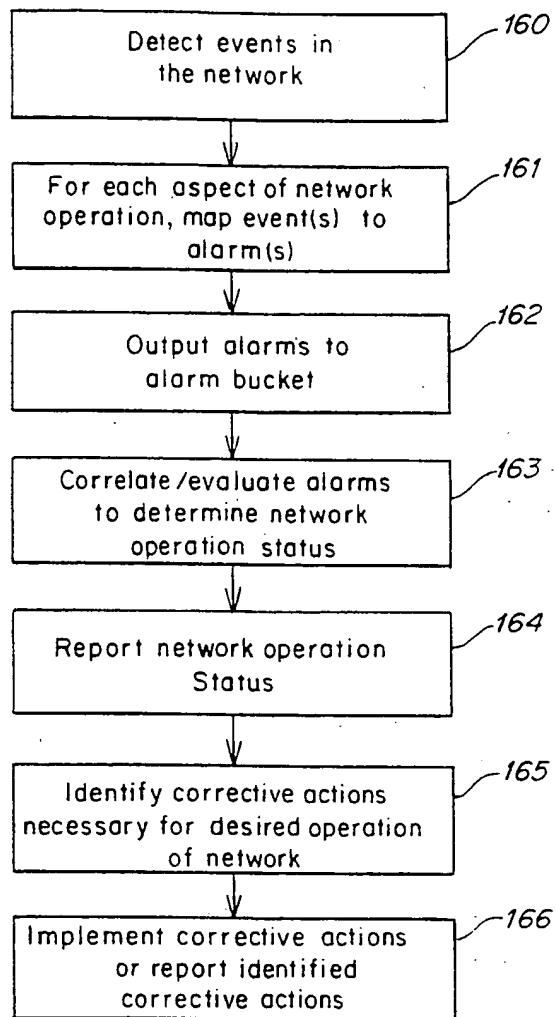 160
Detect events in
the network
161
For each aspect of network
operation, map event(s) to
alarm(s)
162
Output alarms to
alarm bucket
163
Correlate/evaluate alarms
to determine network
operation status
164
Report network operation
Status
165
Identify corrective actions
necessary for desired operation
of network
166
Implement corrective actions
or report identified
corrective actions